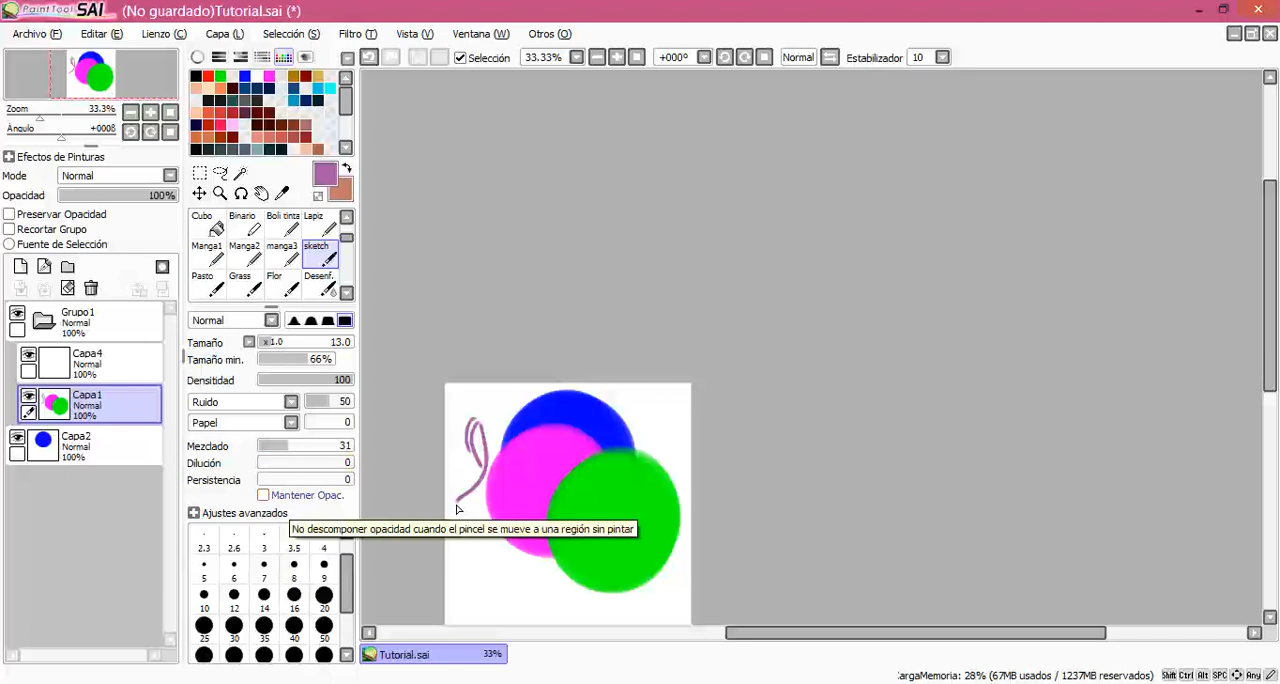 PaintTool SAI (No guardado)Tutorial.sai (*)
Archivo (F) Editar (E) Lienzo (C) Capa (L) Selección (S) Filtro (T) Vista (V) Ventana (W) Otros (O)
Selección 33.33% +000º Normal Estabilizador 10
Zoom 33.3%
Ángulo +0008
Efectos de Pinturas
Mode Normal
Opacidad 100%
Preservar Opacidad
Recortar Grupo
Fuente de Selección
Grupo1
Normal
100%
Capa4
Normal
100%
Capa1
Normal
100%
Capa2
Normal
100%
Cubo Binario Boli tinta Lapiz
Manga1 Manga2 manga3 sketch
Pasto Grass Flor Desenf.
Normal
Tamaño x1.0 13.0
Tamaño min. 66%
Densitidad 100
Ruido 50
Papel 0
Mezclado 31
Dilución 0
Persistencia 0
Mantener Opac.
Ajustes avanzados
No descomponer opacidad cuando el pincel se mueve a una región sin pintar
2.3 2.6 3 3.5 4
5 6 7 8 9
10 12 14 16 20
25 30 35 40 50
Tutorial.sai 33%
CargaMemoria: 28% (67MB usados / 1237MB reservados) Shift Ctrl Alt SPC Any